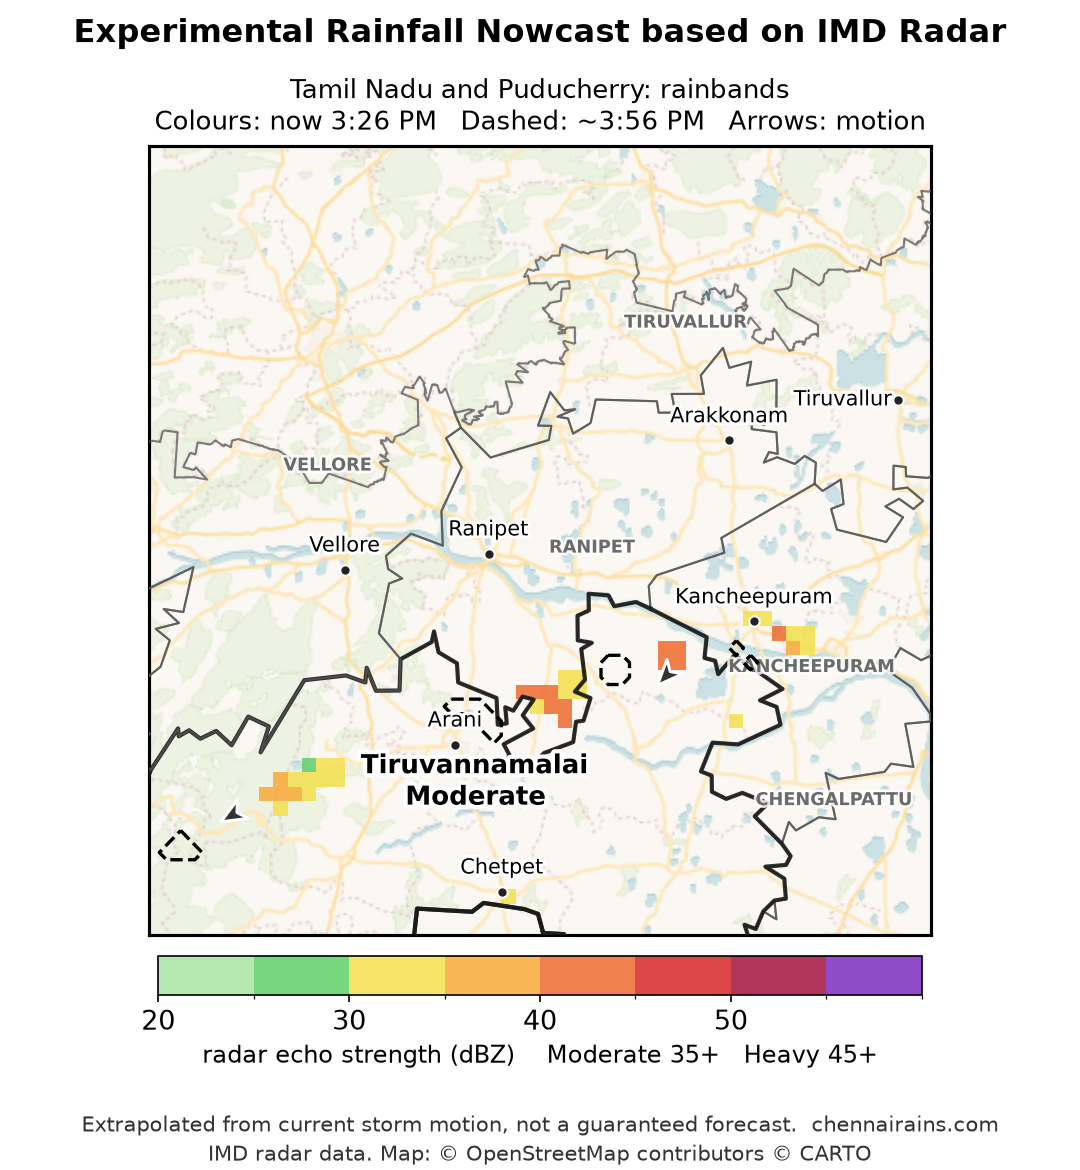 Experimental Rainfall Nowcast based on IMD Radar
Tamil Nadu and Puducherry: rainbands
Colours: now 3:26 PM   Dashed: ~3:56 PM   Arrows: motion
TIRUVALLUR
Tiruvallur
Arakkonam
VELLORE
Ranipet
RANIPET
Vellore
Kancheepuram
KANCHEEPURAM
Arani
Tiruvannamalai
Moderate
CHENGALPATTU
Chetpet
20 30 40 50
radar echo strength (dBZ)   Moderate 35+   Heavy 45+
Extrapolated from current storm motion, not a guaranteed forecast.  chennairains.com
IMD radar data. Map: © OpenStreetMap contributors © CARTO